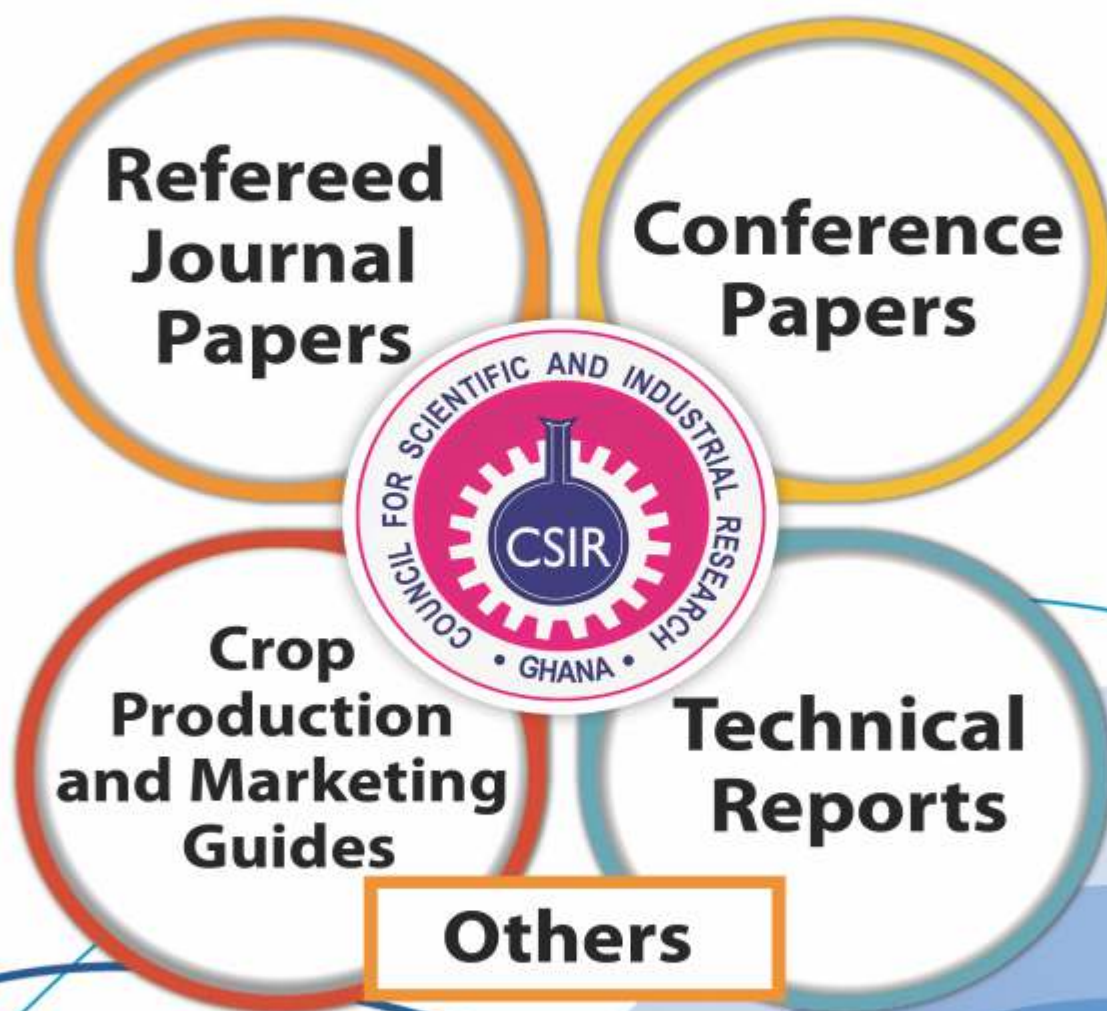 Refereed
Journal
Papers
Conference
Papers
COUNCIL FOR SCIENTIFIC AND INDUSTRIAL RESEARCH
• GHANA •
CSIR
Crop
Production
and Marketing
Guides
Technical
Reports
Others